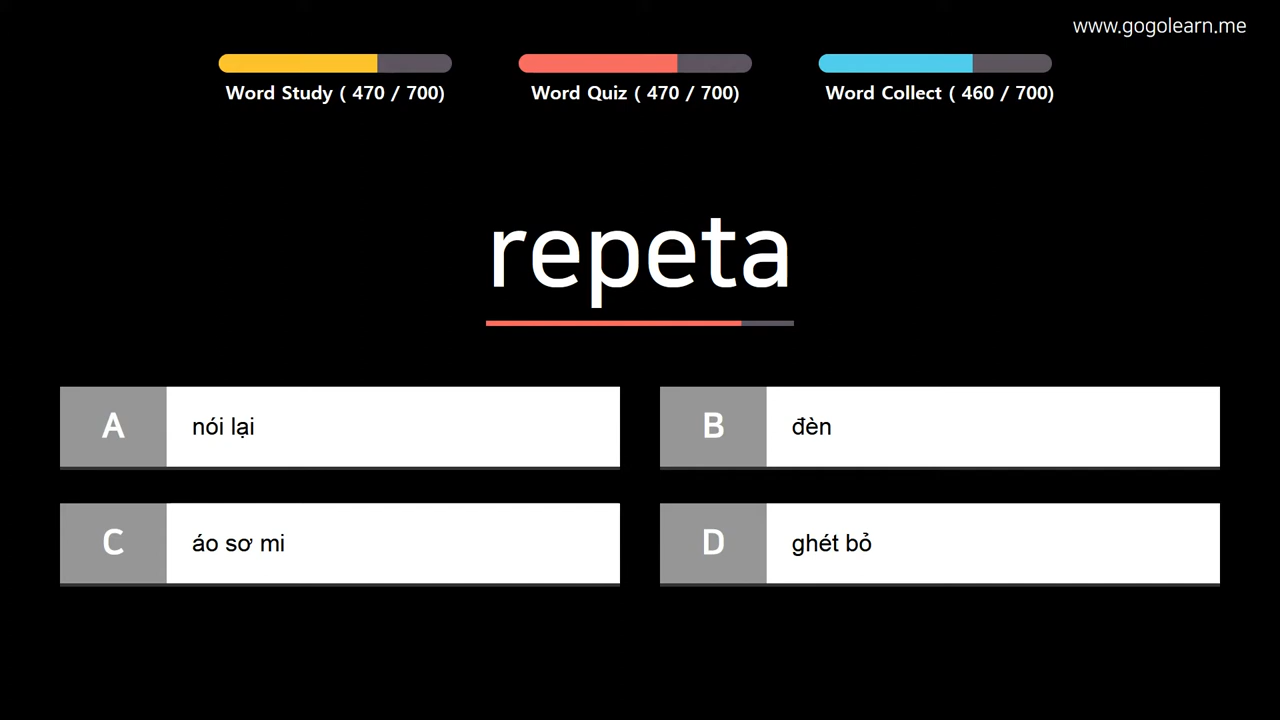 www.gogolearn.me
Word Study ( 470 / 700)
Word Quiz ( 470 / 700)
Word Collect ( 460 / 700)
repeta
A
nói lại
B
đèn
C
áo sơ mi
D
ghét bỏ